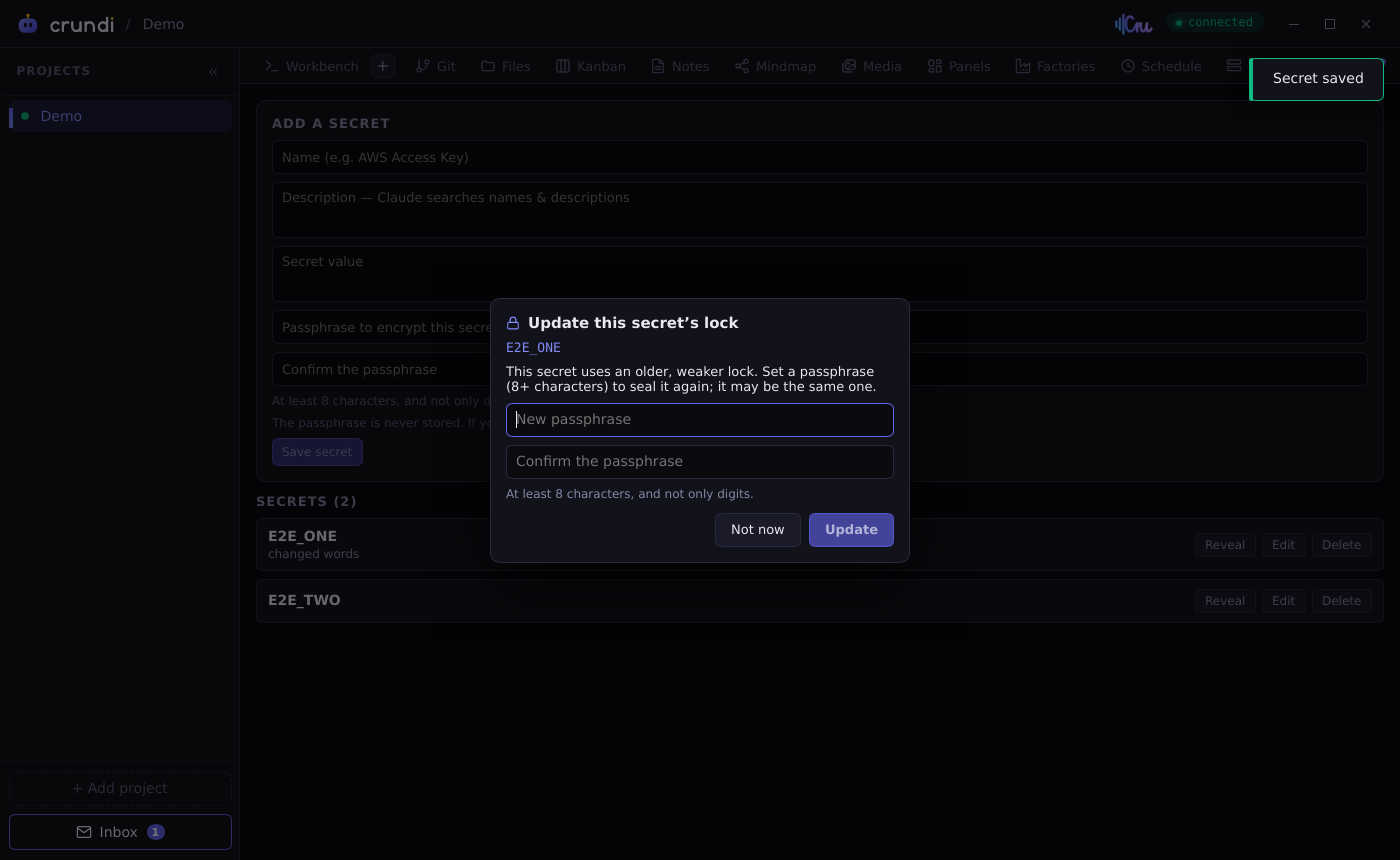 crundi / Demo
Cru
connected
PROJECTS «
Workbench + Git Files Kanban Notes Mindmap Media Panels Factories Schedule
Secret saved
Demo
ADD A SECRET
Name (e.g. AWS Access Key)
Description — Claude searches names & descriptions
Secret value
Passphrase to encrypt this secre
Confirm the passphrase
At least 8 characters, and not only d
The passphrase is never stored. If yo
Save secret
Update this secret’s lock
E2E_ONE
This secret uses an older, weaker lock. Set a passphrase
(8+ characters) to seal it again; it may be the same one.
New passphrase
Confirm the passphrase
At least 8 characters, and not only digits.
Not now Update
SECRETS (2)
E2E_ONE
changed words
Reveal Edit Delete
E2E_TWO
Reveal Edit Delete
+ Add project
Inbox 1